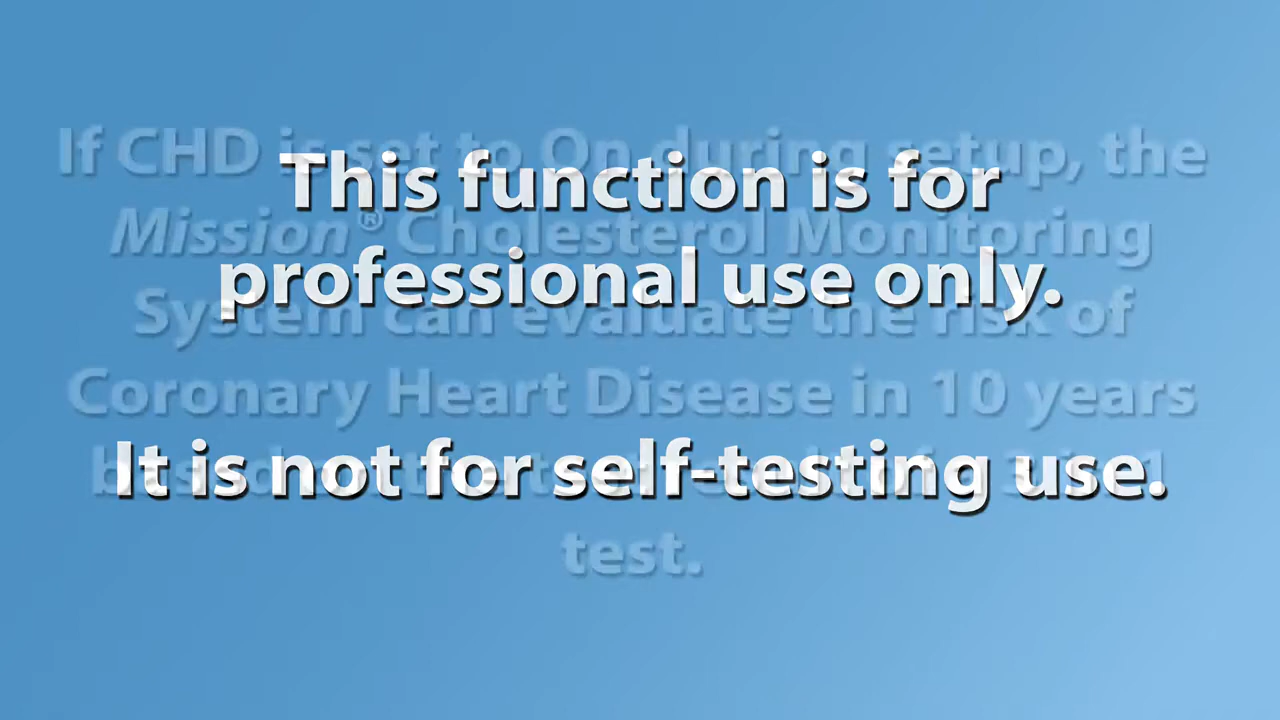 This function is for
professional use only.
It is not for self-testing use.
If CHD is set to On during setup, the
Mission® Cholesterol Monitoring
System can evaluate the risk of
Coronary Heart Disease in 10 years
test.